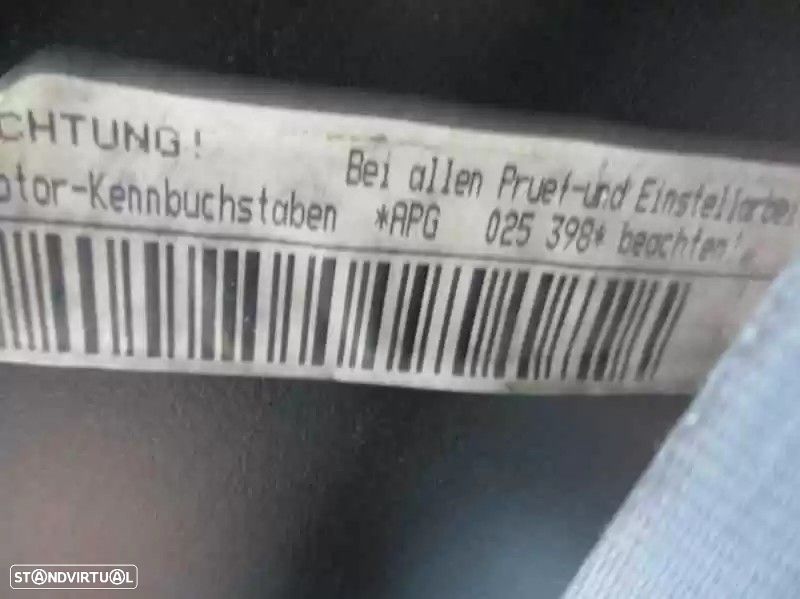 CHTUNG!
Bei allen Pruef-und Einstellarbei
otor-Kennbuchstaben *APG 025 398* beachten!
STANDVIRTUAL